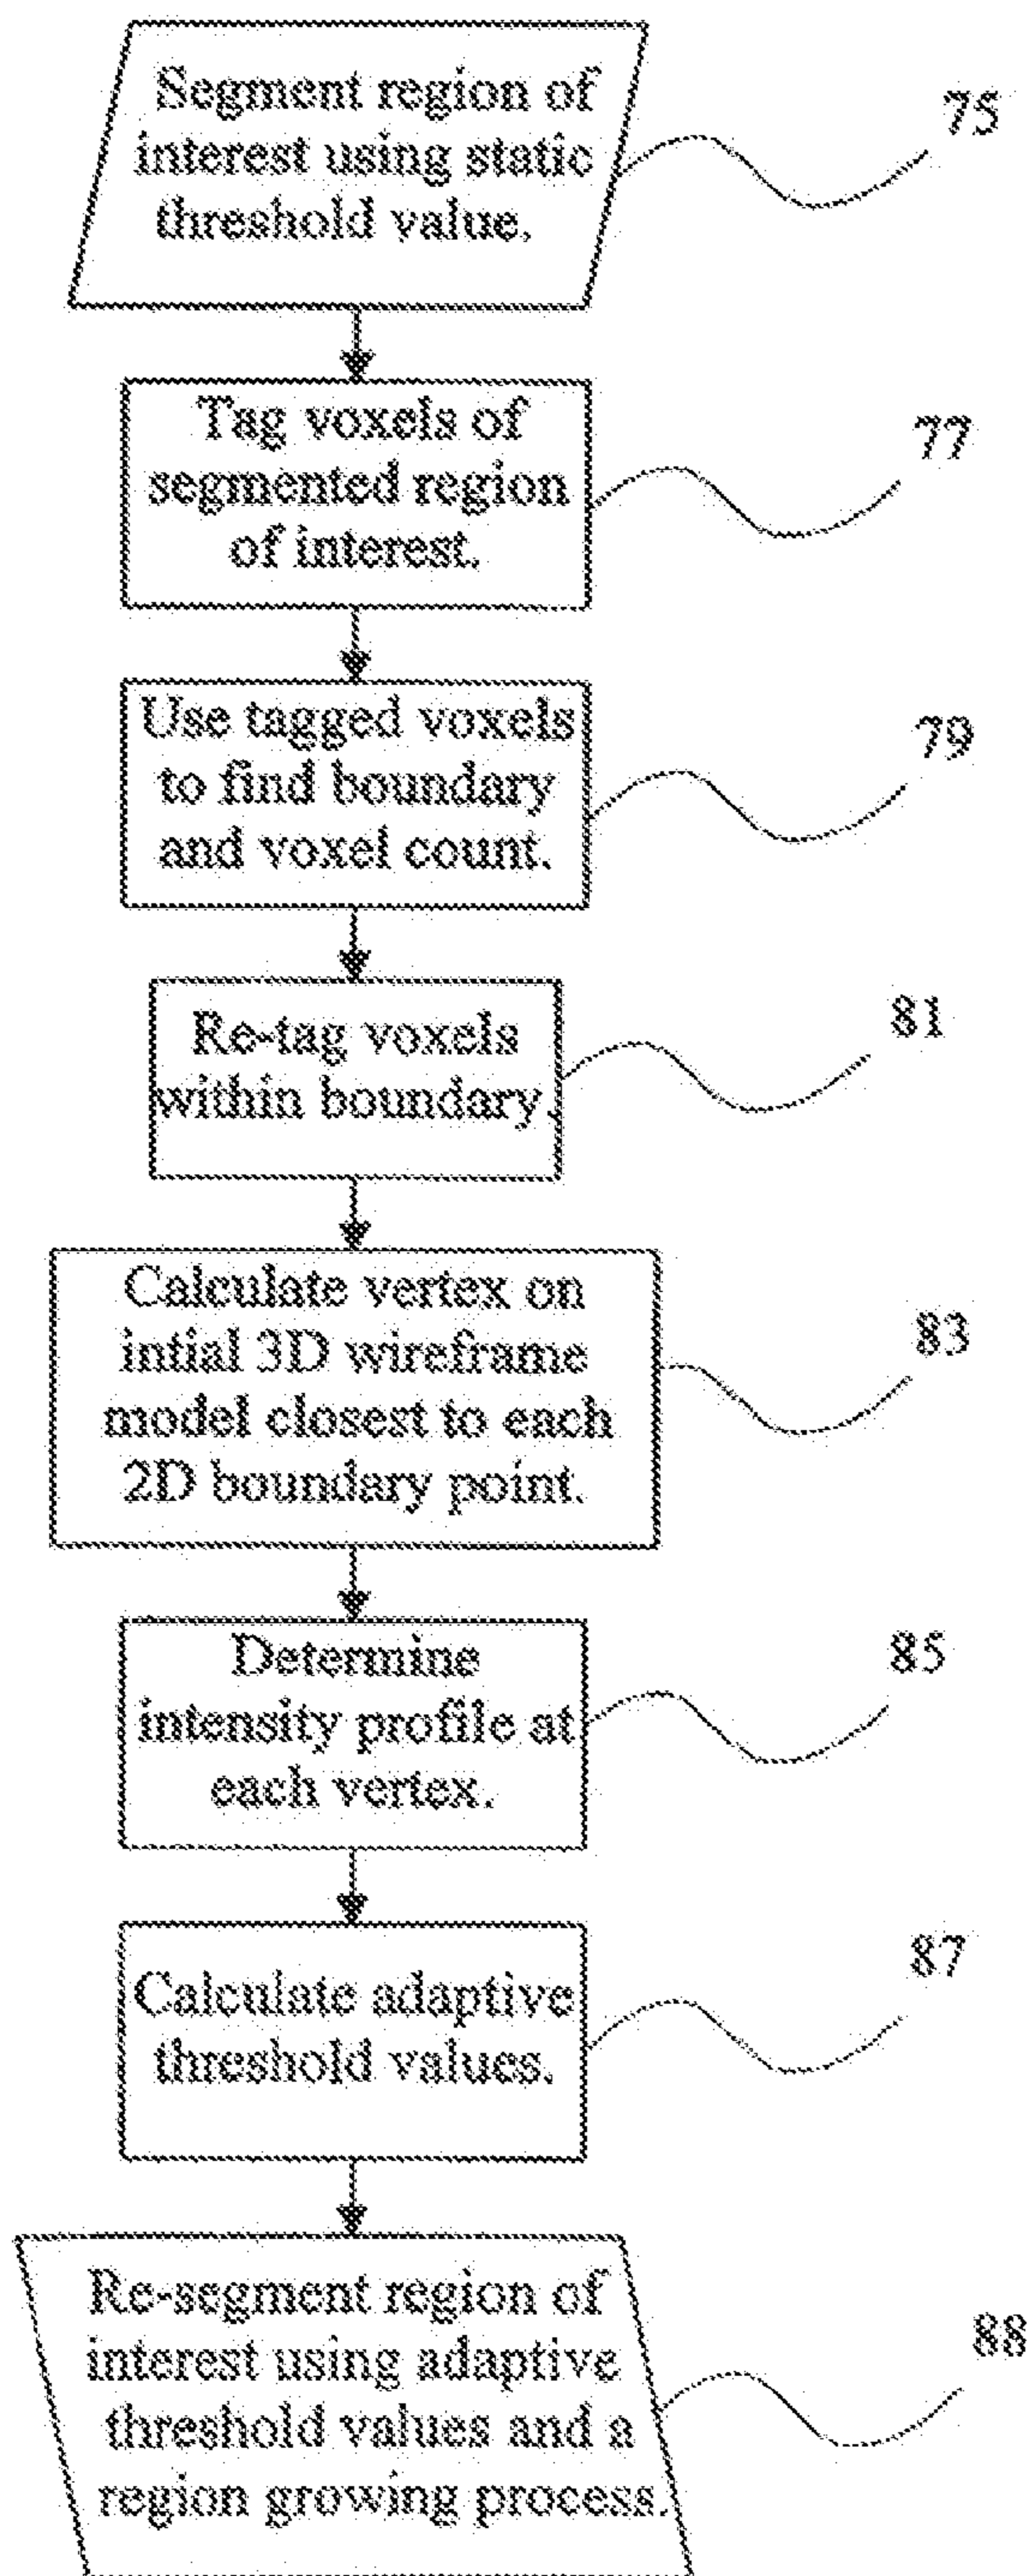 Segment region of
interest using static
threshold value.
75
Tag voxels of
segmented region
of interest.
77
Use tagged voxels
to find boundary
and voxel count.
79
Re-tag voxels
within boundary.
81
Calculate vertex on
intial 3D wireframe
model closest to each
2D boundary point.
83
Determine
intensity profile at
each vertex.
85
Calculate adaptive
threshold values.
87
Re-segment region of
interest using adaptive
threshold values and a
region growing process.
88